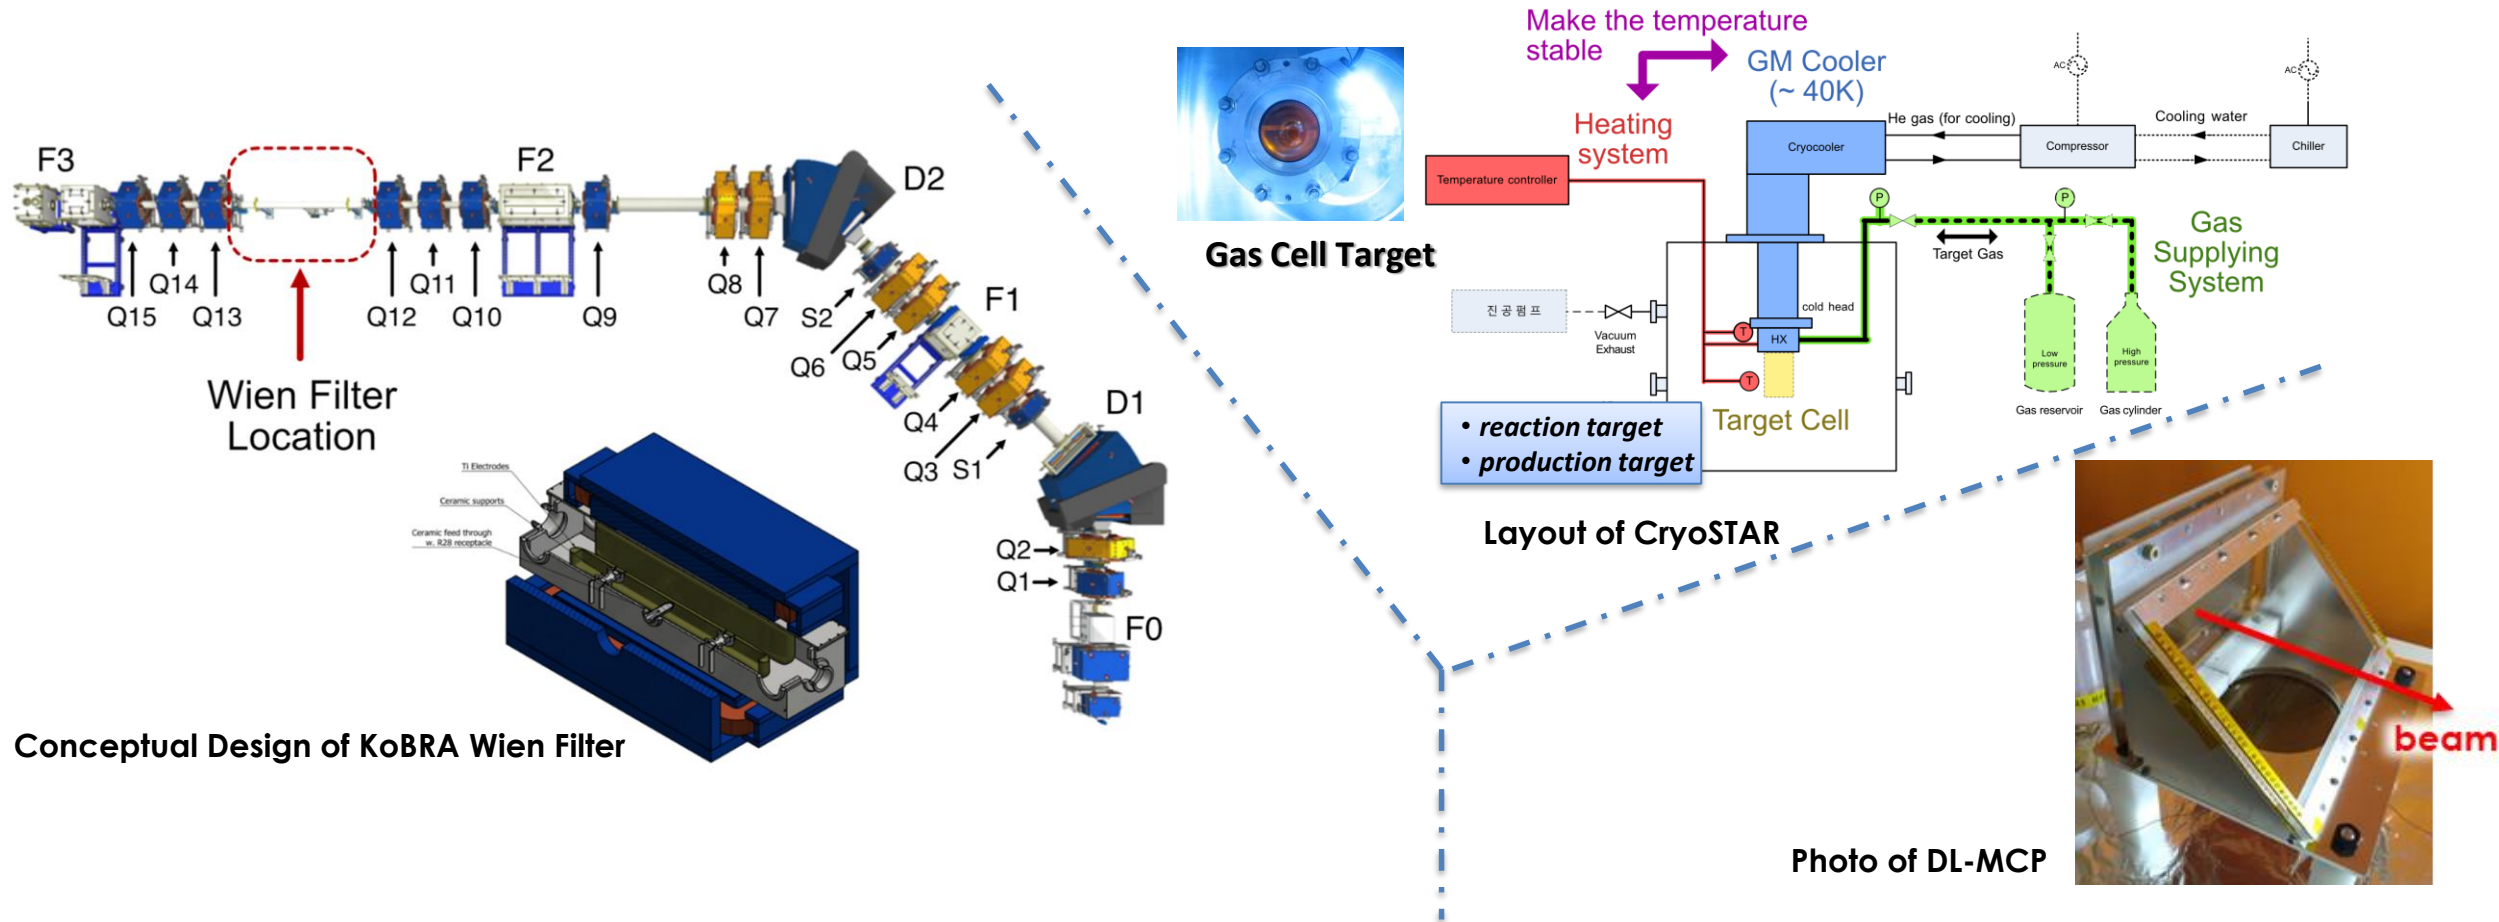 F3
F2
D2
Q14
Q15
Q13
Q11
Q12
Q10
Q9
Q8
Q7
S2
Q6
Q5
F1
Q4
Q3
S1
D1
Q2
Q1
F0
Wien Filter
Location
Ti Electrodes
Ceramic supports
Ceramic feed through
w. R28 receptacle
Conceptual Design of KoBRA Wien Filter
Gas Cell Target
Make the temperature
stable
GM Cooler
(~ 40K)
Heating
system
Temperature controller
Cryocooler
He gas (for cooling)
Compressor
Cooling water
Chiller
AC
AC
P
P
Target Gas
Gas
Supplying
System
진공펌프
Vacuum
Exhaust
cold head
T
HX
T
Low
pressure
High
pressure
Gas reservoir
Gas cylinder
Target Cell
• reaction target
• production target
Layout of CryoSTAR
beam
Photo of DL-MCP